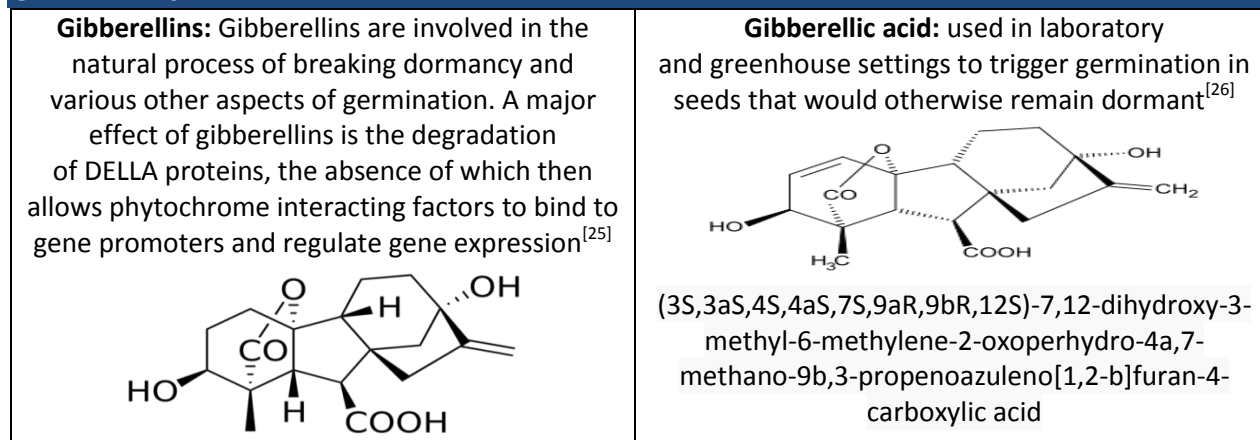 Gibberellins: Gibberellins are involved in the
natural process of breaking dormancy and
various other aspects of germination. A major
effect of gibberellins is the degradation
of DELLA proteins, the absence of which then
allows phytochrome interacting factors to bind to
gene promoters and regulate gene expression[25]
O
H
OH
CO
HO
H
COOH
Gibberellic acid: used in laboratory
and greenhouse settings to trigger germination in
seeds that would otherwise remain dormant[26]
O
OH
CO
CH2
HO
H3C
COOH
(3S,3aS,4S,4aS,7S,9aR,9bR,12S)-7,12-dihydroxy-3-
methyl-6-methylene-2-oxoperhydro-4a,7-
methano-9b,3-propenoazuleno[1,2-b]furan-4-
carboxylic acid